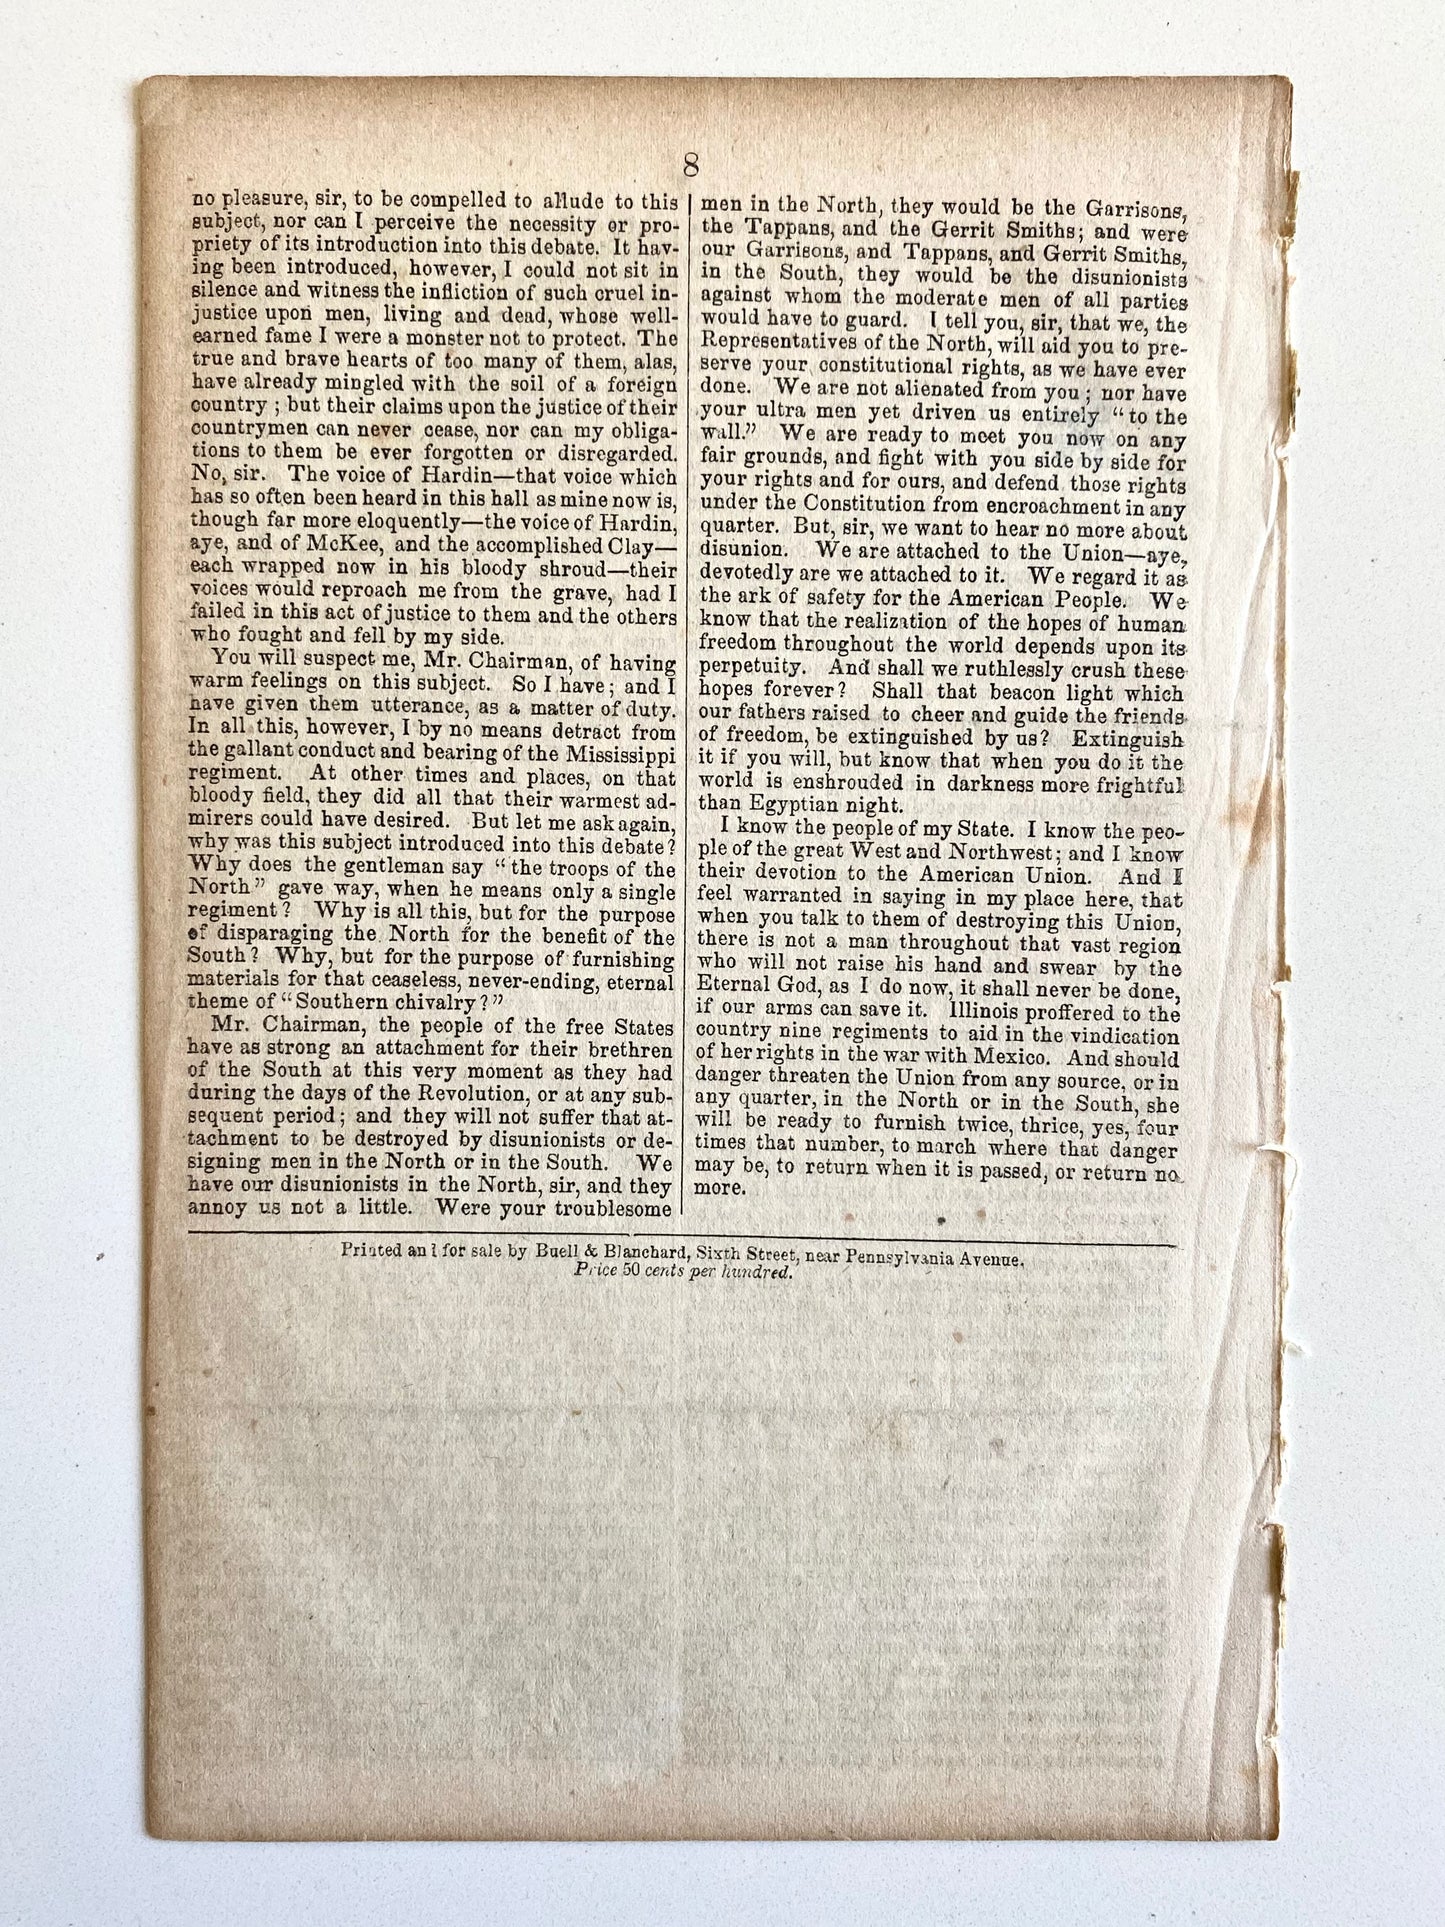 8
no pleasure, sir, to be compelled to allude to this
subject, nor can I perceive the necessity or pro-
priety of its introduction into this debate. It hav-
ing been introduced, however, I could not sit in
silence and witness the infliction of such cruel in-
justice upon men, living and dead, whose well-
earned fame I were a monster not to protect. The
true and brave hearts of too many of them, alas,
have already mingled with the soil of a foreign
country; but their claims upon the justice of their
countrymen can never cease, nor can my obliga-
tions to them be ever forgotten or disregarded.
No, sir. The voice of Hardin—that voice which
has so often been heard in this hall as mine now is,
though far more eloquently—the voice of Hardin,
aye, and of McKee, and the accomplished Clay—
each wrapped now in his bloody shroud—their
voices would reproach me from the grave, had I
failed in this act of justice to them and the others
who fought and fell by my side.
You will suspect me, Mr. Chairman, of having
warm feelings on this subject. So I have; and I
have given them utterance, as a matter of duty.
In all this, however, I by no means detract from
the gallant conduct and bearing of the Mississippi
regiment. At other times and places, on that
bloody field, they did all that their warmest ad-
mirers could have desired. But let me ask again,
why was this subject introduced into this debate?
Why does the gentleman say "the troops of the
North" gave way, when he means only a single
regiment? Why is all this, but for the purpose
of disparaging the North for the benefit of the
South? Why, but for the purpose of furnishing
materials for that ceaseless, never-ending, eternal
theme of "Southern chivalry?"
Mr. Chairman, the people of the free States
have as strong an attachment for their brethren
of the South at this very moment as they had
during the days of the Revolution, or at any sub-
sequent period; and they will not suffer that at-
tachment to be destroyed by disunionists or de-
signing men in the North or in the South. We
have our disunionists in the North, sir, and they
annoy us not a little. Were your troublesome
men in the North, they would be the Garrisons,
the Tappans, and the Gerrit Smiths; and were
our Garrisons, and Tappans, and Gerrit Smiths,
in the South, they would be the disunionists
against whom the moderate men of all parties
would have to guard. I tell you, sir, that we, the
Representatives of the North, will aid you to pre-
serve your constitutional rights, as we have ever
done. We are not alienated from you; nor have
your ultra men yet driven us entirely "to the
wall." We are ready to meet you now on any
fair grounds, and fight with you side by side for
your rights and for ours, and defend those rights
under the Constitution from encroachment in any
quarter. But, sir, we want to hear no more about
disunion. We are attached to the Union—aye,
devotedly are we attached to it. We regard it as
the ark of safety for the American People. We
know that the realization of the hopes of human
freedom throughout the world depends upon its
perpetuity. And shall we ruthlessly crush these
hopes forever? Shall that beacon light which
our fathers raised to cheer and guide the friends
of freedom, be extinguished by us? Extinguish
it if you will, but know that when you do it the
world is enshrouded in darkness more frightful
than Egyptian night.
I know the people of my State. I know the peo-
ple of the great West and Northwest; and I know
their devotion to the American Union. And I
feel warranted in saying in my place here, that
when you talk to them of destroying this Union,
there is not a man throughout that vast region
who will not raise his hand and swear by the
Eternal God, as I do now, it shall never be done,
if our arms can save it. Illinois proffered to the
country nine regiments to aid in the vindication
of her rights in the war with Mexico. And should
danger threaten the Union from any source, or in
any quarter, in the North or in the South, she
will be ready to furnish twice, thrice, yes, four
times that number, to march where that danger
may be, to return when it is passed, or return no
more.
Printed and for sale by Buell & Blanchard, Sixth Street, near Pennsylvania Avenue.
Price 50 cents per hundred.